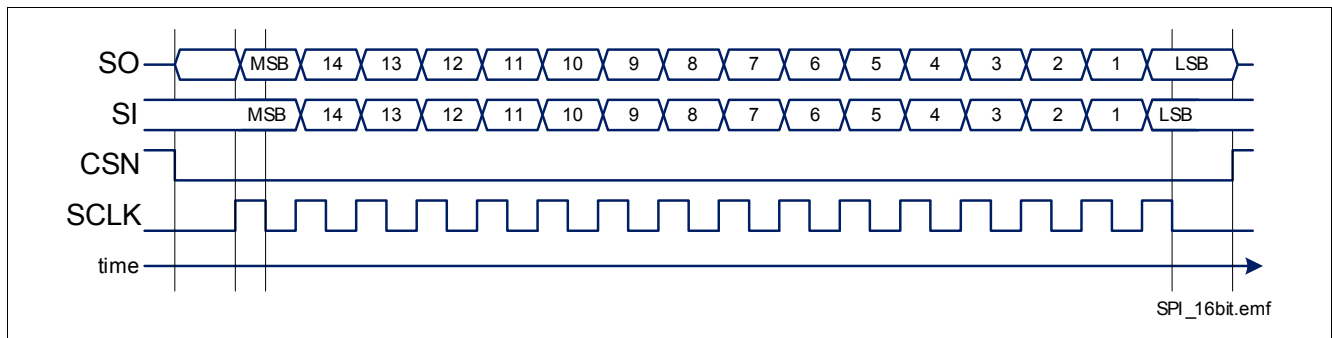 SO MSB 14 13 12 11 10 9 8 7 6 5 4 3 2 1 LSB
SI MSB 14 13 12 11 10 9 8 7 6 5 4 3 2 1 LSB
CSN
SCLK
time
SPI_16bit.emf